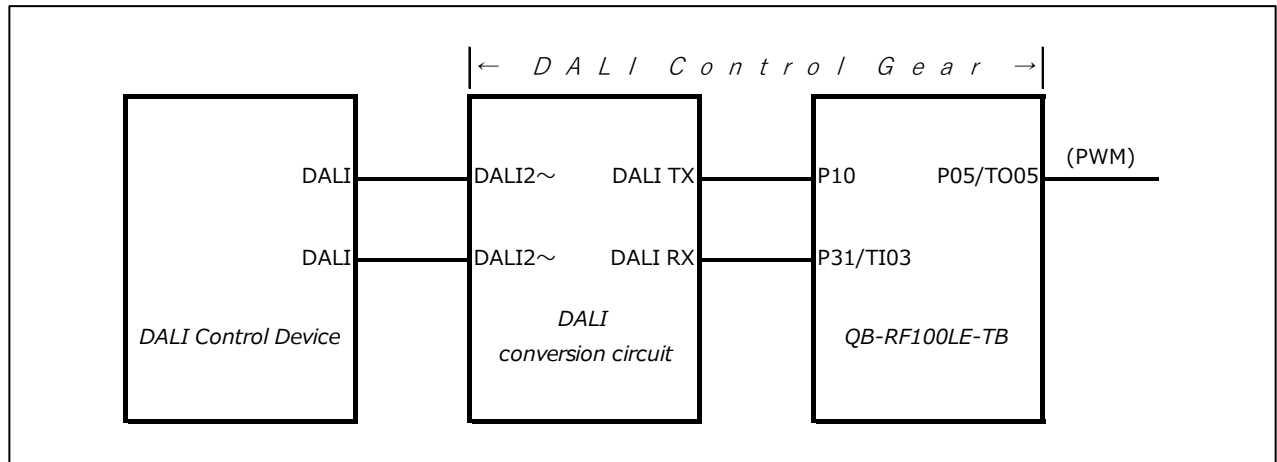 ← DALI Control Gear →
(PWM)
DALI
DALI2～
DALI TX
P10
P05/TO05
DALI
DALI2～
DALI RX
P31/TI03
DALI Control Device
DALI
conversion circuit
QB-RF100LE-TB